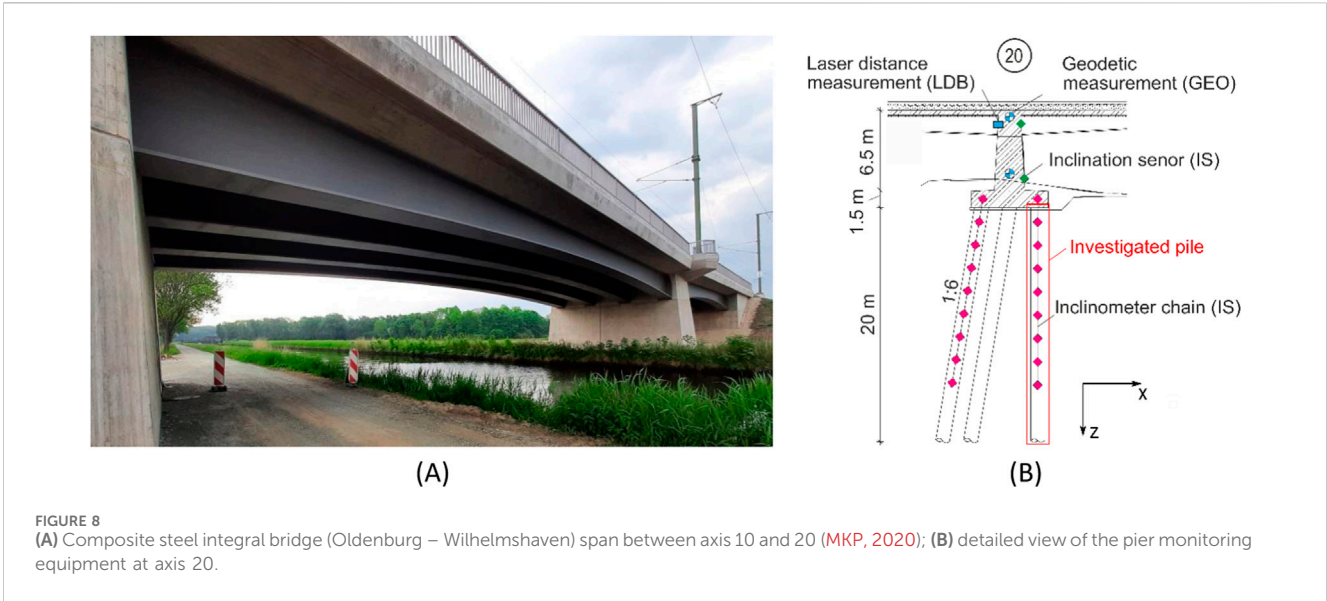 20
Laser distance
measurement (LDB)
Geodetic
measurement (GEO)
6.5 m
Inclination senor (IS)
1.5 m
Investigated pile
1:6
Inclinometer chain (IS)
20 m
x
z
(A)
(B)
FIGURE 8
(A) Composite steel integral bridge (Oldenburg – Wilhelmshaven) span between axis 10 and 20 (MKP, 2020); (B) detailed view of the pier monitoring
equipment at axis 20.